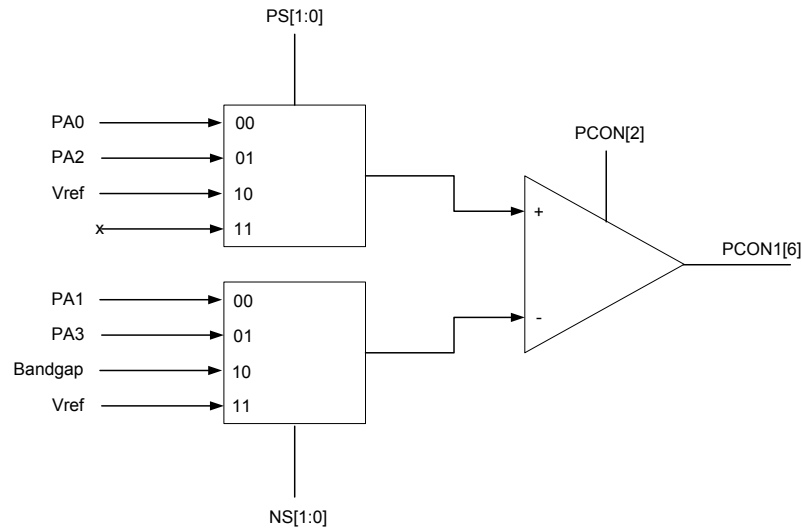 PS[1:0]
PA0 00
PA2 01
Vref 10
x 11
PCON[2]
+
PCON1[6]
-
PA1 00
PA3 01
Bandgap 10
Vref 11
NS[1:0]